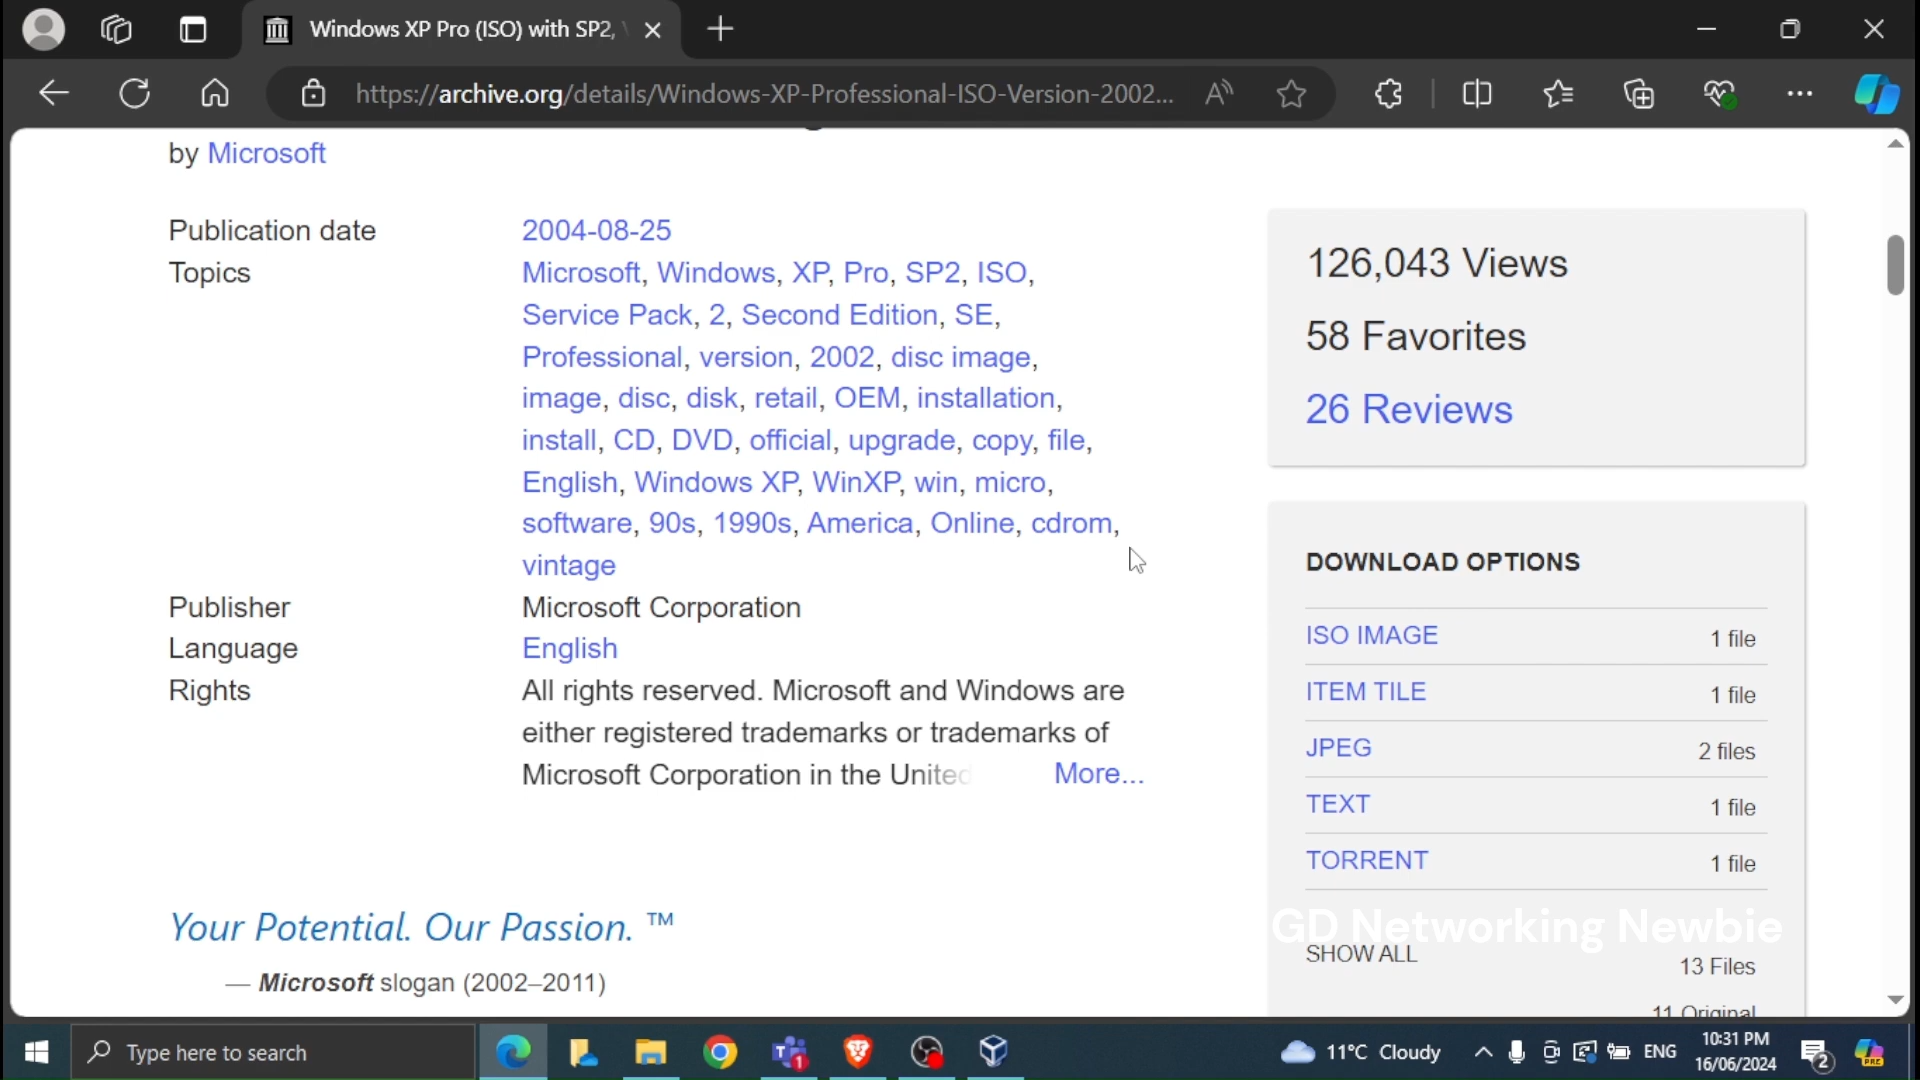 Windows XP Pro (ISO) with SP2,
https://archive.org/details/Windows-XP-Professional-ISO-Version-2002...
by Microsoft
Publication date 2004-08-25
Topics Microsoft, Windows, XP, Pro, SP2, ISO,
Service Pack, 2, Second Edition, SE,
Professional, version, 2002, disc image,
image, disc, disk, retail, OEM, installation,
install, CD, DVD, official, upgrade, copy, file,
English, Windows XP, WinXP, win, micro,
software, 90s, 1990s, America, Online, cdrom,
vintage
Publisher Microsoft Corporation
Language English
Rights All rights reserved. Microsoft and Windows are
either registered trademarks or trademarks of
Microsoft Corporation in the United More...
Your Potential. Our Passion. ™
— Microsoft slogan (2002–2011)
126,043 Views
58 Favorites
26 Reviews
DOWNLOAD OPTIONS
ISO IMAGE 1 file
ITEM TILE 1 file
JPEG 2 files
TEXT 1 file
TORRENT 1 file
GD Networking Newbie
SHOW ALL 13 Files
11 Original
Type here to search
11°C Cloudy
ENG
10:31 PM
16/06/2024
2
1
PRE